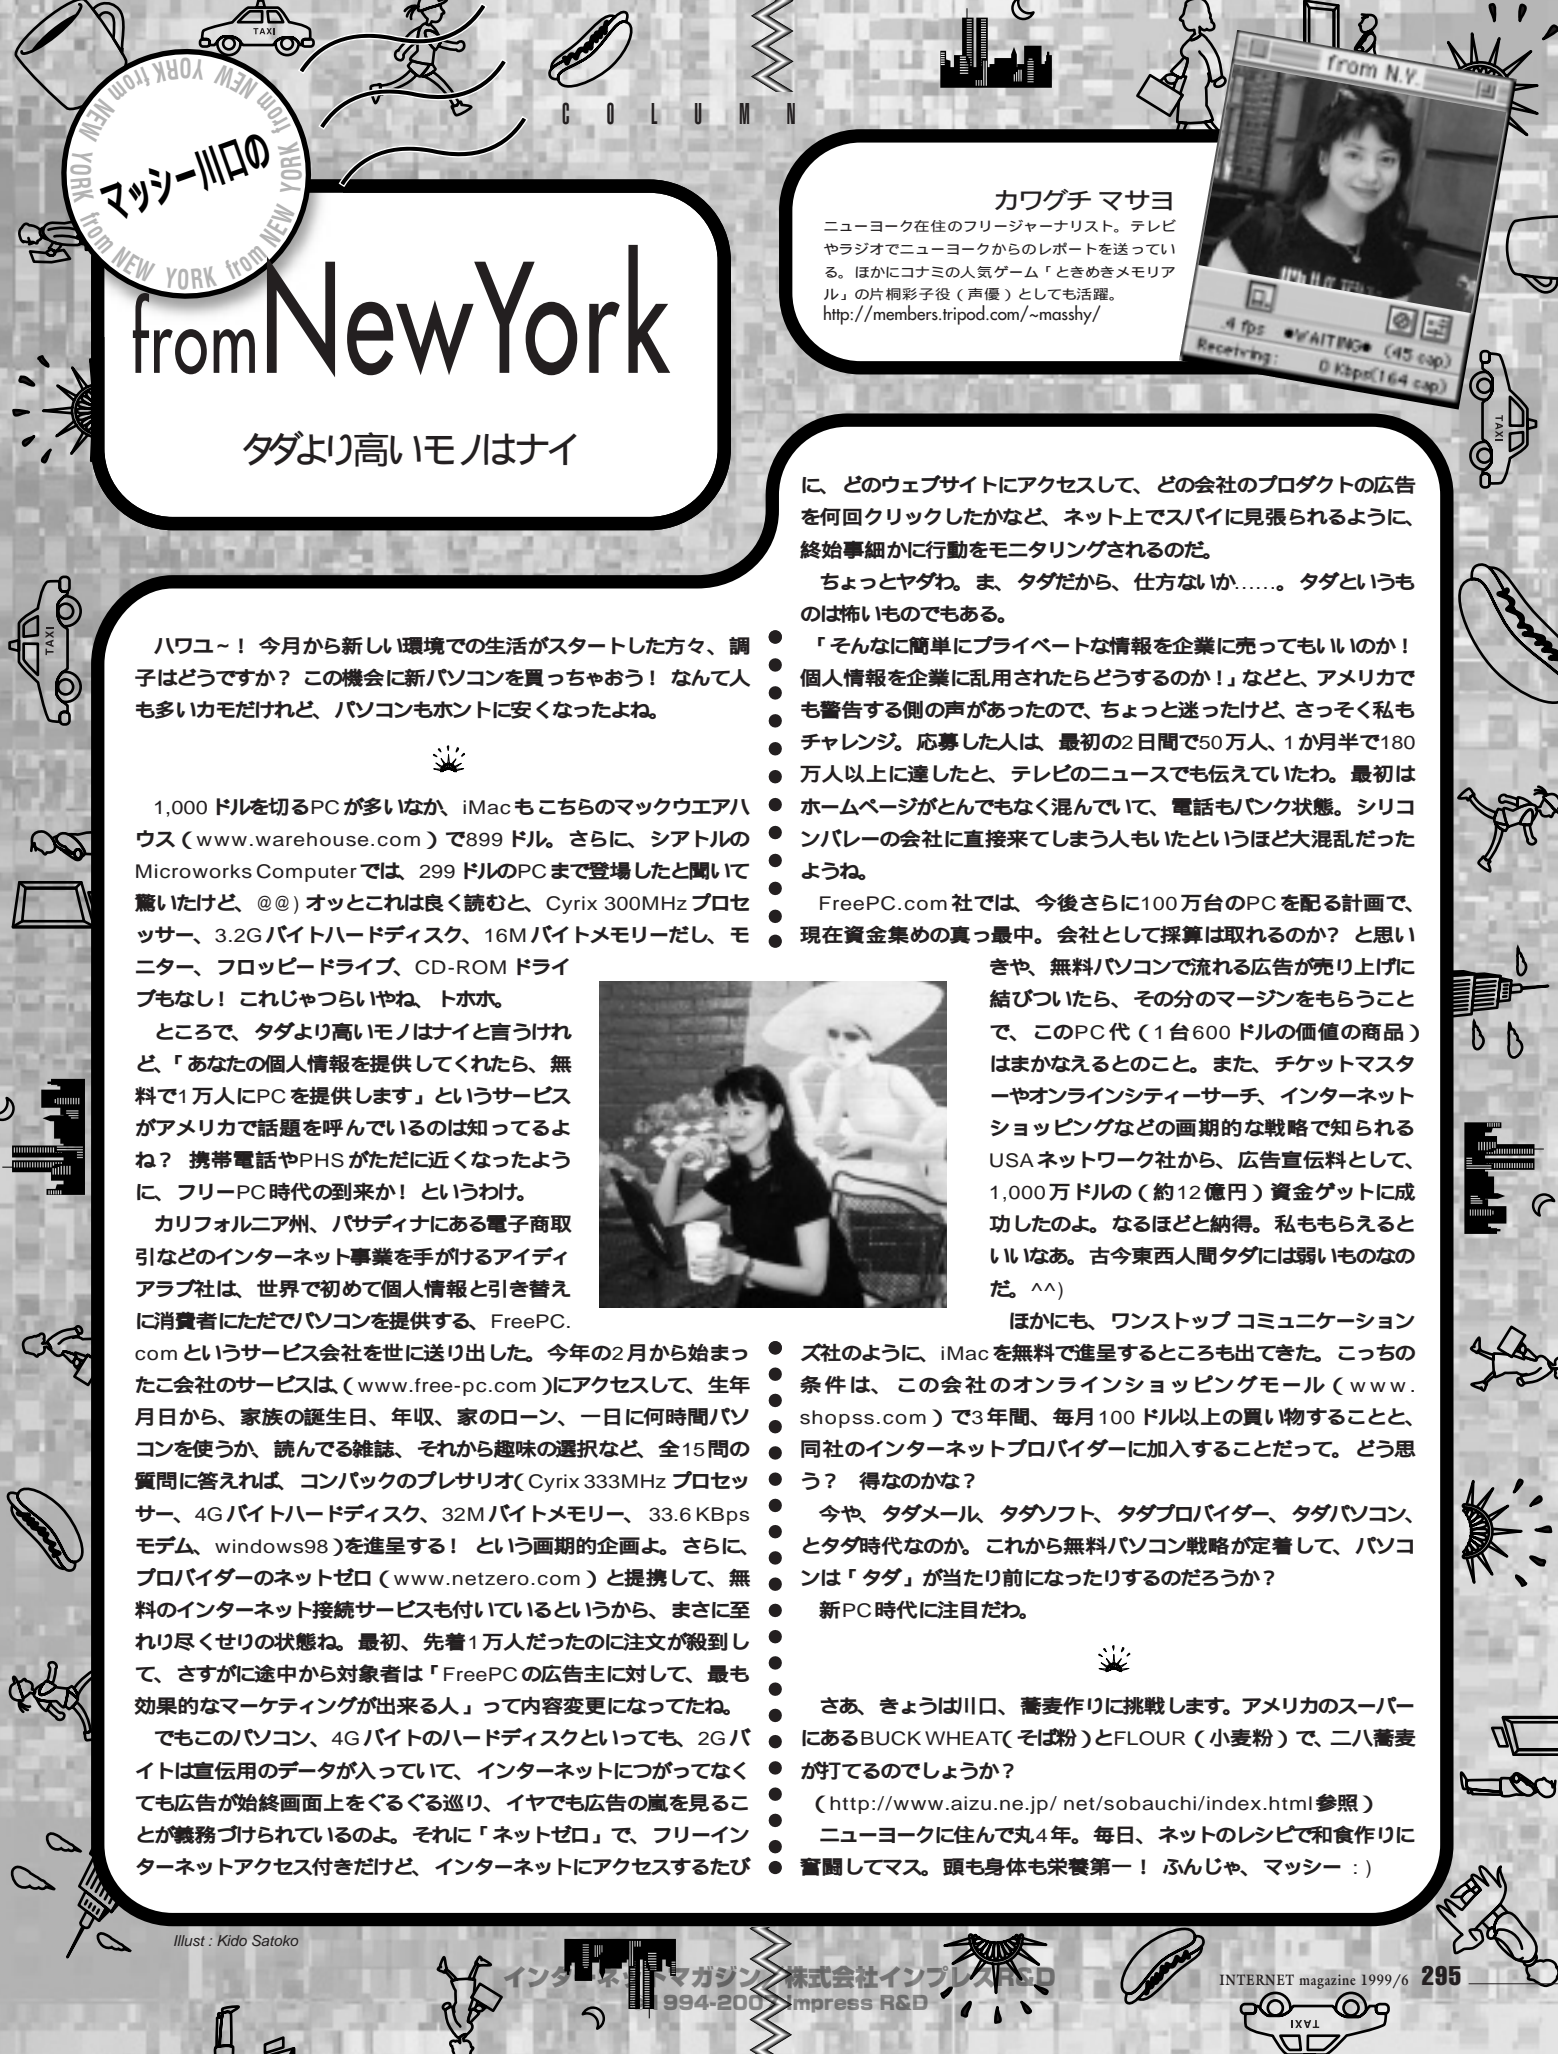 COLUMN
マッシー川口の
from NEW YORK from NEW YORK from NEW YORK from NEW YORK
from New York
タダより高いモノはナイ
カワグチ マサヨ
ニューヨーク在住のフリージャーナリスト。テレビ
やラジオでニューヨークからのレポートを送ってい
る。ほかにコナミの人気ゲーム「ときめきメモリア
ル」の片桐彩子役(声優)としても活躍。
http://members.tripod.com/~masshy/
from N.Y.
.4 fps ●WAITING● (45 cap)
Receiving: 0 Kbps(164 cap)
ハワユ~! 今月から新しい環境での生活がスタートした方々、調
子はどうですか? この機会に新パソコンを買っちゃおう! なんて人
も多いカモだけれど、パソコンもホントに安くなったよね。
1,000ドルを切るPCが多いなか、iMacもこちらのマックウエアハ
ウス(www.warehouse.com)で899ドル。さらに、シアトルの
Microworks Computerでは、299ドルのPCまで登場したと聞いて
驚いたけど、@@)オッとこれは良く読むと、Cyrix 300MHzプロセ
ッサー、3.2Gバイトハードディスク、16Mバイトメモリーだし、モ
ニター、フロッピードライブ、CD-ROMドライ
ブもなし! これじゃつらいやね、トホホ。
ところで、タダより高いモノはナイと言うけれ
ど、「あなたの個人情報を提供してくれたら、無
料で1万人にPCを提供します」というサービス
がアメリカで話題を呼んでいるのは知ってるよ
ね? 携帯電話やPHSがただに近くなったよう
に、フリーPC時代の到来か! というわけ。
カリフォルニア州、パサディナにある電子商取
引などのインターネット事業を手がけるアイディ
アラブ社は、世界で初めて個人情報と引き替え
に消費者にただでパソコンを提供する、FreePC.
comというサービス会社を世に送り出した。今年の2月から始まっ
たこ会社のサービスは、(www.free-pc.com)にアクセスして、生年
月日から、家族の誕生日、年収、家のローン、一日に何時間パソ
コンを使うか、読んでる雑誌、それから趣味の選択など、全15問の
質問に答えれば、コンパックのプレサリオ(Cyrix 333MHz プロセッ
サー、4Gバイトハードディスク、32Mバイトメモリー、33.6KBps
モデム、windows98)を進呈する! という画期的企画よ。さらに、
プロバイダーのネットゼロ(www.netzero.com)と提携して、無
料のインターネット接続サービスも付いているというから、まさに至
れり尽くせりの状態ね。最初、先着1万人だったのに注文が殺到し
て、さすがに途中から対象者は「FreePCの広告主に対して、最も
効果的なマーケティングが出来る人」って内容変更になってたね。
でもこのパソコン、4Gバイトのハードディスクといっても、2Gバ
イトは宣伝用のデータが入っていて、インターネットにつがってなく
ても広告が始終画面上をぐるぐる巡り、イヤでも広告の嵐を見るこ
とが義務づけられているのよ。それに「ネットゼロ」で、フリーイン
ターネットアクセス付きだけど、インターネットにアクセスするたび
に、どのウェブサイトにアクセスして、どの会社のプロダクトの広告
を何回クリックしたかなど、ネット上でスパイに見張られるように、
終始事細かに行動をモニタリングされるのだ。
ちょっとヤダわ。ま、タダだから、仕方ないか……。タダというも
のは怖いものでもある。
「そんなに簡単にプライベートな情報を企業に売ってもいいのか!
個人情報を企業に乱用されたらどうするのか!」などと、アメリカで
も警告する側の声があったので、ちょっと迷ったけど、さっそく私も
チャレンジ。応募した人は、最初の2日間で50万人、1か月半で180
万人以上に達したと、テレビのニュースでも伝えていたわ。最初は
ホームページがとんでもなく混んでいて、電話もパンク状態。シリコ
ンバレーの会社に直接来てしまう人もいたというほど大混乱だった
ようね。
FreePC.com社では、今後さらに100万台のPCを配る計画で、
現在資金集めの真っ最中。会社として採算は取れるのか? と思い
きや、無料パソコンで流れる広告が売り上げに
結びついたら、その分のマージンをもらうこと
で、このPC代(1台600ドルの価値の商品)
はまかなえるとのこと。また、チケットマスタ
ーやオンラインシティーサーチ、インターネット
ショッピングなどの画期的な戦略で知られる
USAネットワーク社から、広告宣伝料として、
1,000万ドルの(約12億円)資金ゲットに成
功したのよ。なるほどと納得。私ももらえると
いいなあ。古今東西人間タダには弱いものなの
だ。^^)
ほかにも、ワンストップ コミュニケーション
ズ社のように、iMacを無料で進呈するところも出てきた。こっちの
条件は、この会社のオンラインショッピングモール(www.
shopss.com)で3年間、毎月100ドル以上の買い物することと、
同社のインターネットプロバイダーに加入することだって。どう思
う? 得なのかな?
今や、タダメール、タダソフト、タダプロバイダー、タダパソコン、
とタダ時代なのか。これから無料パソコン戦略が定着して、パソコ
ンは「タダ」が当たり前になったりするのだろうか?
新PC時代に注目だわ。
さあ、きょうは川口、蕎麦作りに挑戦します。アメリカのスーパー
にあるBUCK WHEAT(そば粉)とFLOUR(小麦粉)で、二八蕎麦
が打てるのでしょうか?
(http://www.aizu.ne.jp/ net/sobauchi/index.html参照)
ニューヨークに住んで丸4年。毎日、ネットのレシピで和食作りに
奮闘してマス。頭も身体も栄養第一! ふんじゃ、マッシー :)
Illust : Kido Satoko
INTERNET magazine 1999/6 295
TAXI
TAXI
TAXI
TAXI